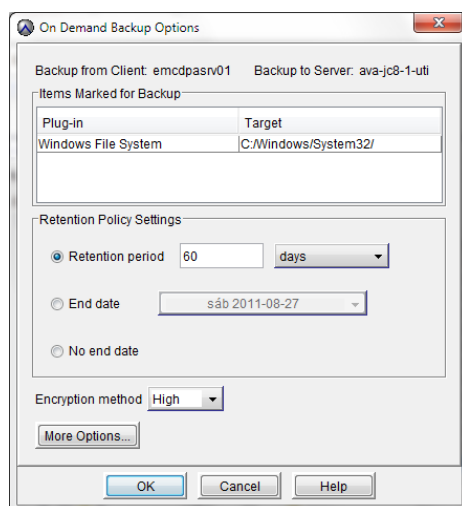 On Demand Backup Options
Backup from Client: emcdpasrv01 Backup to Server: ava-jc8-1-uti
Items Marked for Backup
Plug-in Target
Windows File System C:/Windows/System32/
Retention Policy Settings
Retention period 60 days
End date sáb 2011-08-27
No end date
Encryption method High
More Options...
OK Cancel Help